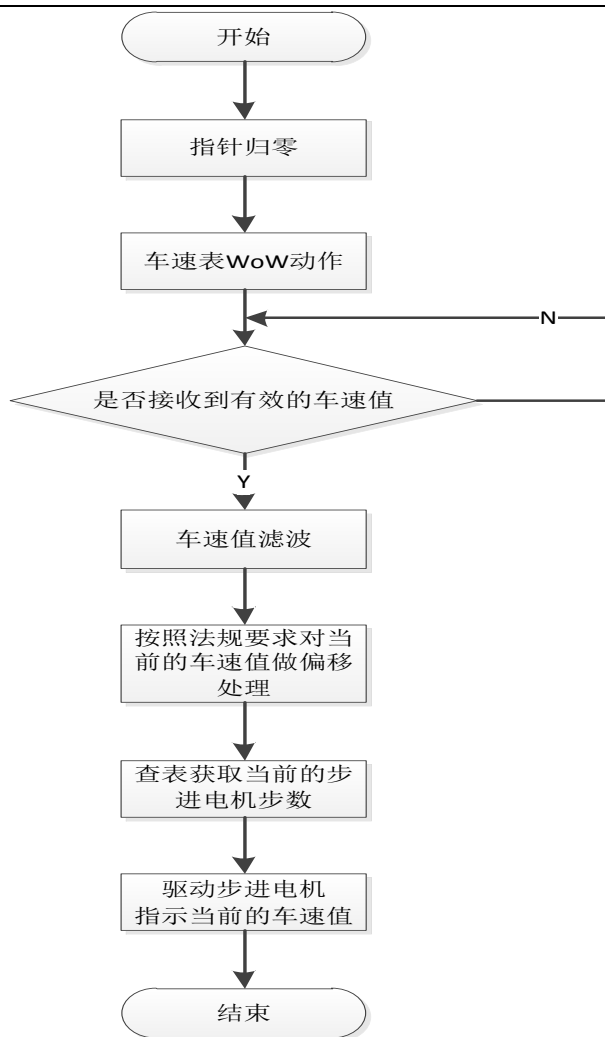 开始
指针归零
车速表WoW动作
N
是否接收到有效的车速值
Y
车速值滤波
按照法规要求对当
前的车速值做偏移
处理
查表获取当前的步
进电机步数
驱动步进电机
指示当前的车速值
结束